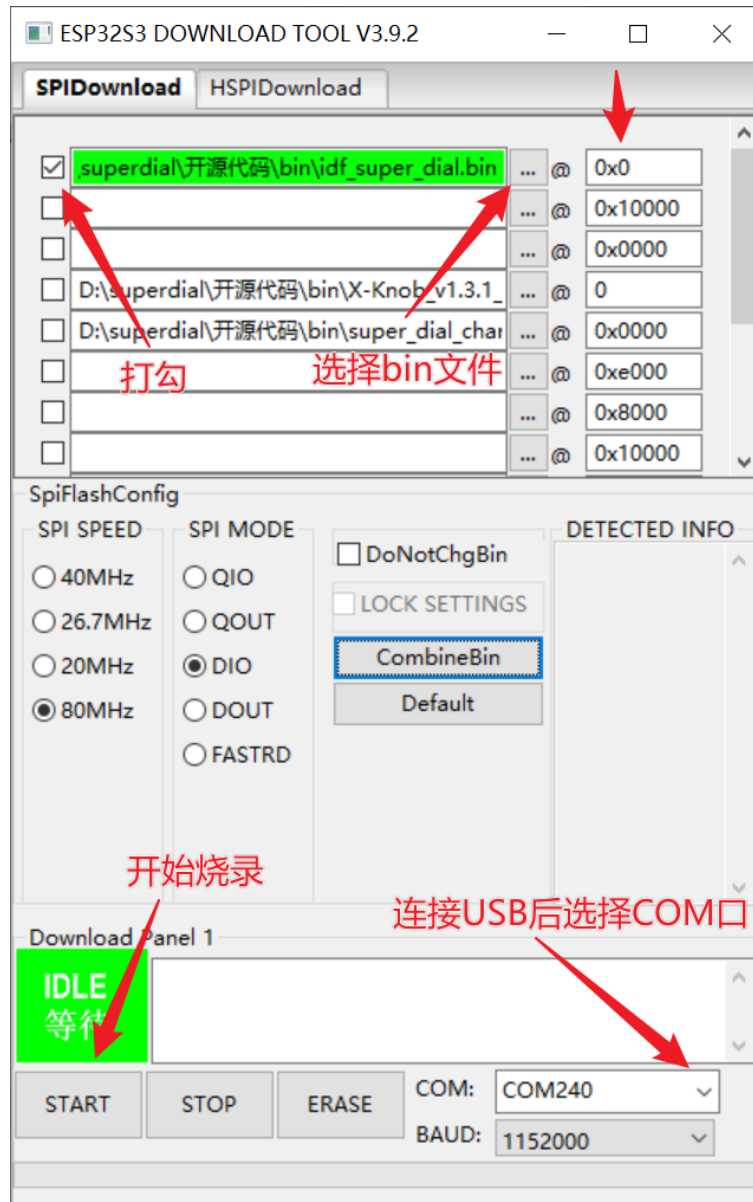 ESP32S3 DOWNLOAD TOOL V3.9.2
SPIDownload HSPIDownload
superdial\开源代码\bin\idf_super_dial.bin ... @ 0x0
... @ 0x10000
... @ 0x0000
D:\superdial\开源代码\bin\X-Knob_v1.3.1_ ... @ 0
D:\superdial\开源代码\bin\super_dial_char ... @ 0x0000
打勾
选择bin文件
... @ 0xe000
... @ 0x8000
... @ 0x10000
SpiFlashConfig
SPI SPEED
40MHz
26.7MHz
20MHz
80MHz
SPI MODE
QIO
QOUT
DIO
DOUT
FASTRD
DoNotChgBin
LOCK SETTINGS
CombineBin
Default
DETECTED INFO
开始烧录
连接USB后选择COM口
Download Panel 1
IDLE
等待
START STOP ERASE
COM: COM240
BAUD: 1152000